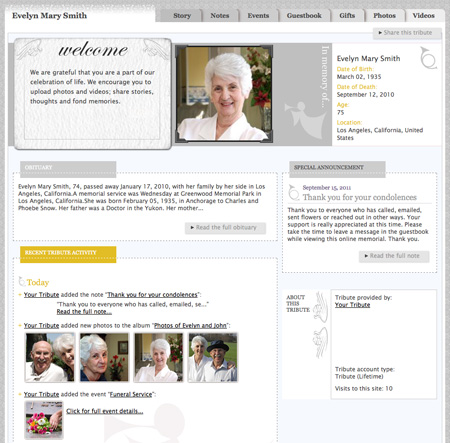 Evelyn Mary Smith
Story Notes Events Guestbook Gifts Photos Videos
Share this tribute
welcome
We are grateful that you are a part of our
celebration of life. We encourage you to
upload photos and videos; share stories,
thoughts and fond memories.
In memory of...
Evelyn Mary Smith
Date of Birth:
March 02, 1935
Date of Death:
September 12, 2010
Age:
75
Location:
Los Angeles, California, United
States
OBITUARY
Evelyn Mary Smith, 74, passed away January 17, 2010, with her family by her side in Los
Angeles, California.A memorial service was Wednesday at Greenwood Memorial Park in
Los Angeles, California.She was born February 05, 1935, in Anchorage to Charles and
Phoebe Snow. Her father was a Doctor in the Yukon. Her mother...
Read the full obituary
SPECIAL ANNOUNCEMENT
September 15, 2011
Thank you for your condolences
Thank you to everyone who has called, emailed,
sent flowers or reached out in other ways. Your
support is really appreciated at this time. Please
take the time to leave a message in the guestbook
while viewing this online memorial. Thank you.
Read the full note
RECENT TRIBUTE ACTIVITY
Today
Your Tribute added the note "Thank you for your condolences":
"Thank you to everyone who has called, emailed, se..."
Read the full note...
Your Tribute added new photos to the album "Photos of Evelyn and John":
Your Tribute added the event "Funeral Service":
Click for full event details...
ABOUT
THIS
TRIBUTE
Tribute provided by:
Your Tribute
Tribute account type:
Tribute (Lifetime)
Visits to this site: 10